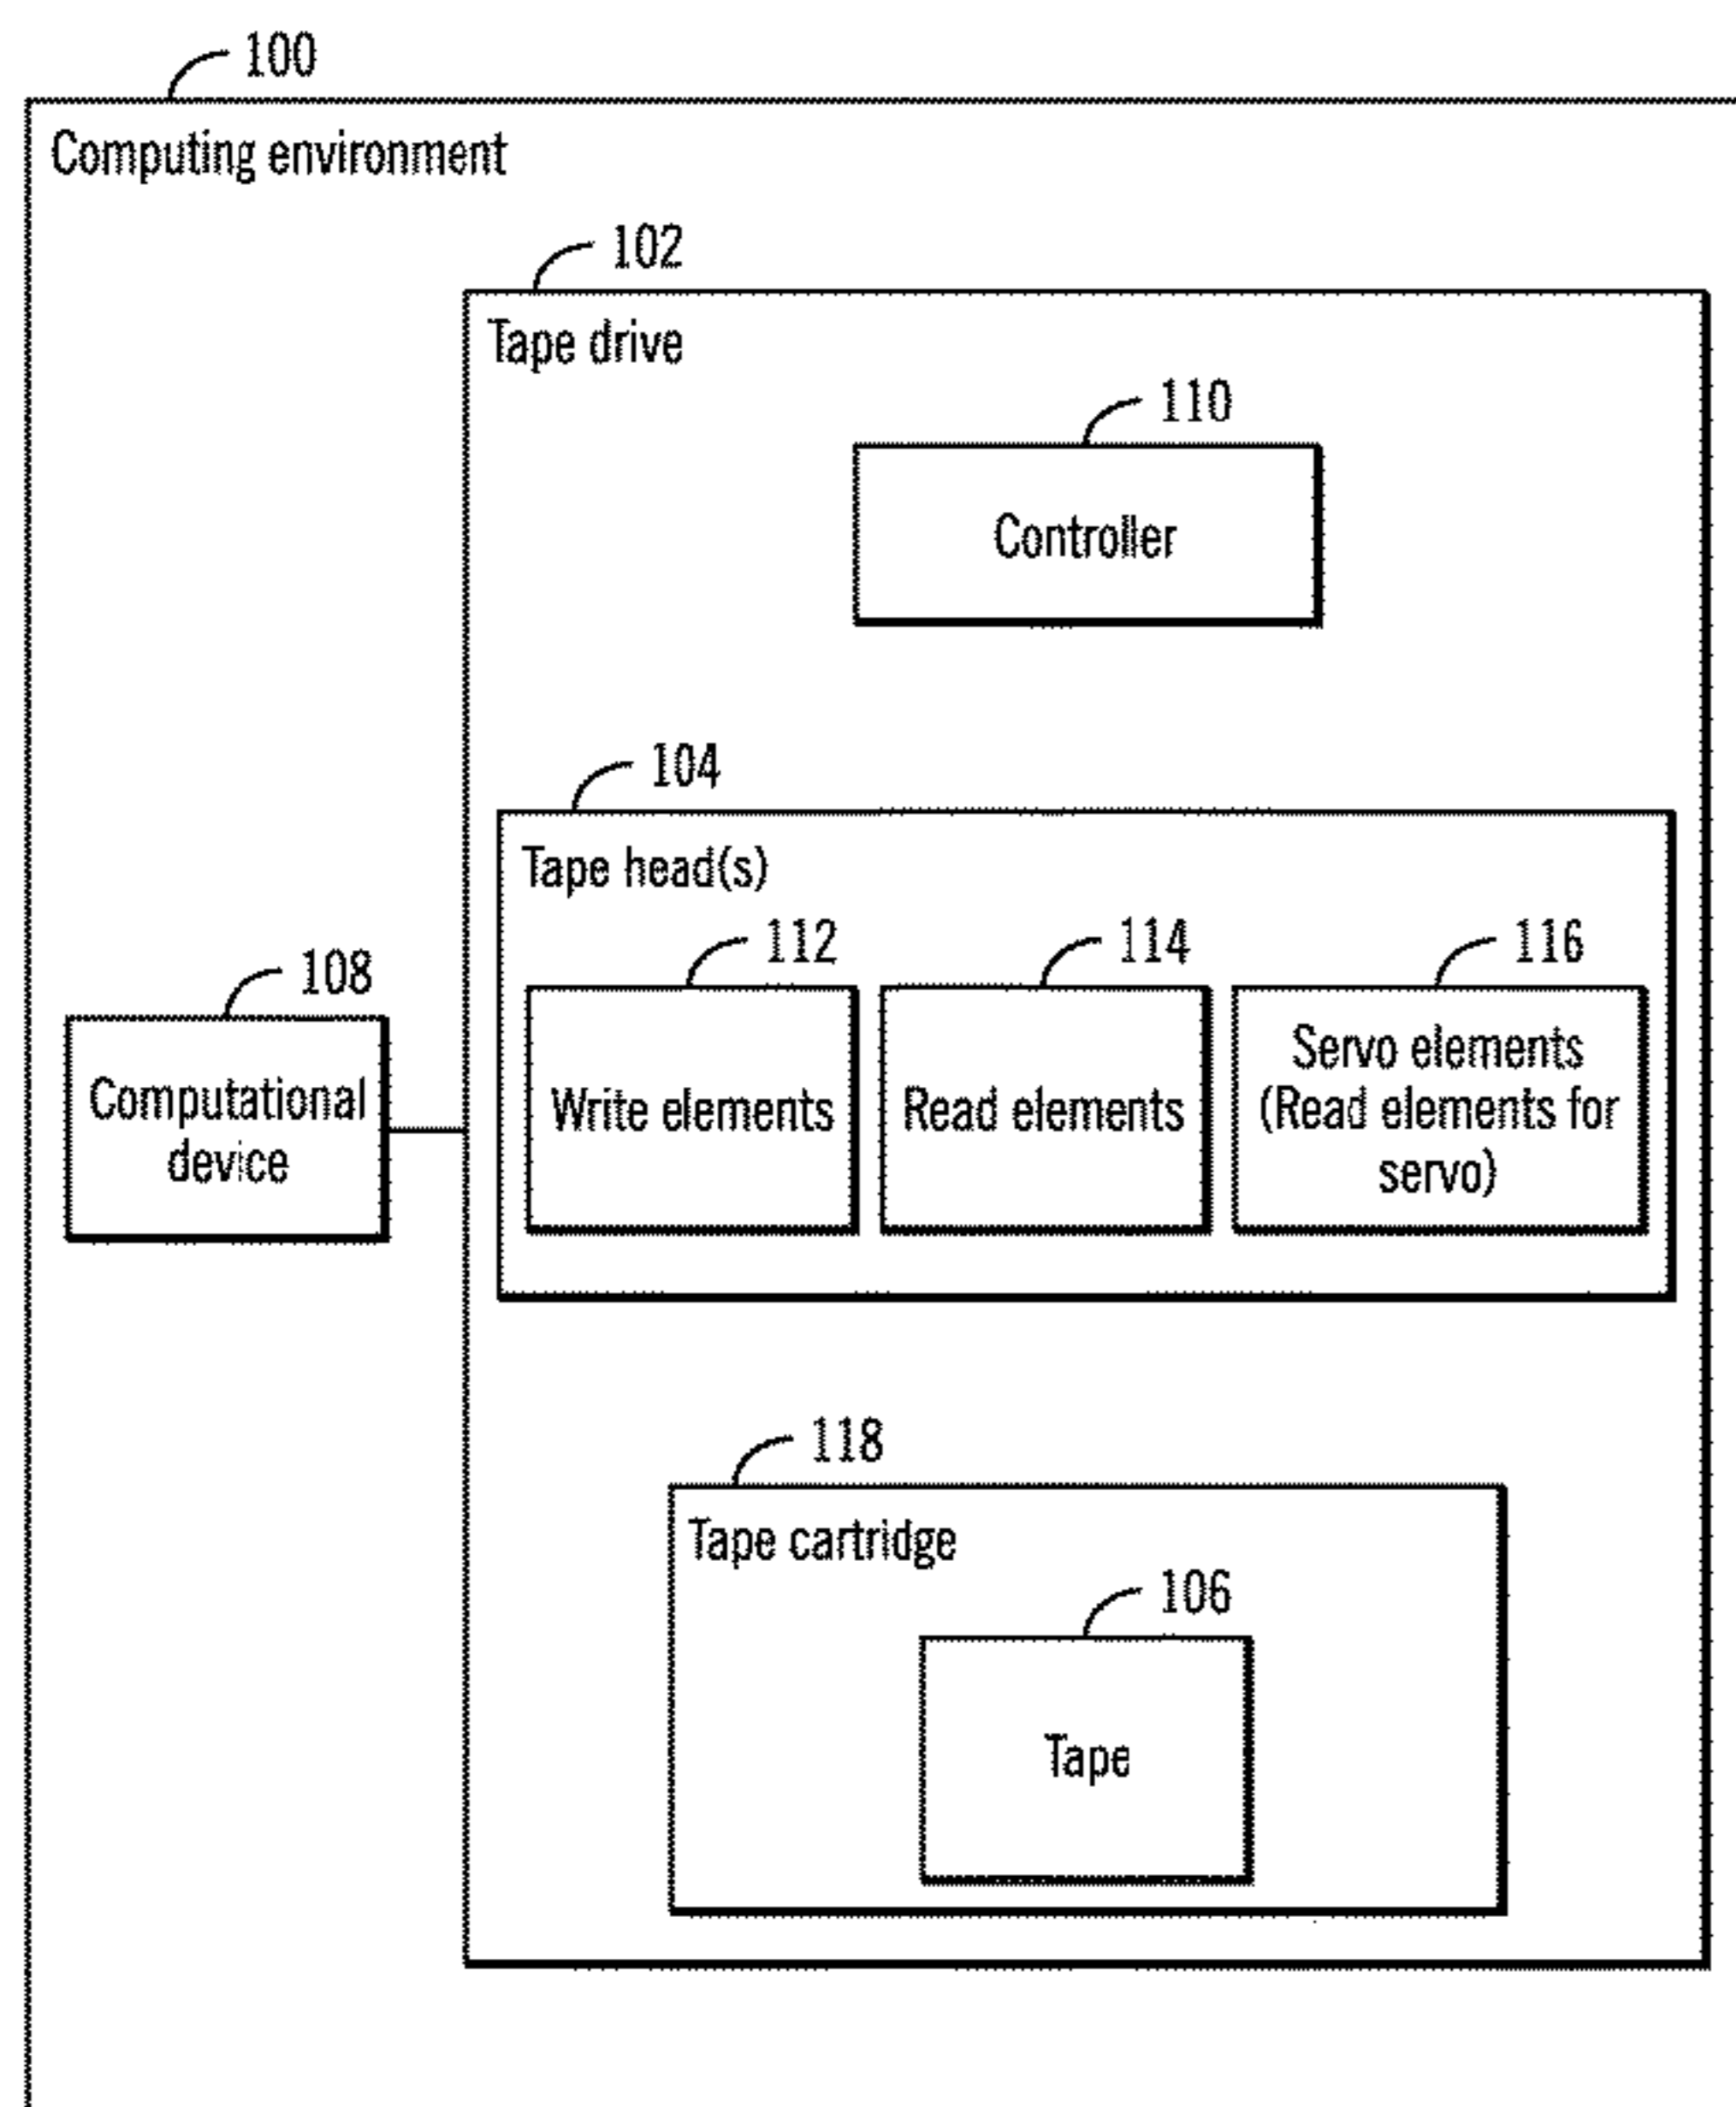 100
Computing environment
102
Tape drive
110
Controller
104
Tape head(s)
112
114
116
Write elements
Read elements
Servo elements
(Read elements for
servo)
108
Computational
device
118
Tape cartridge
106
Tape